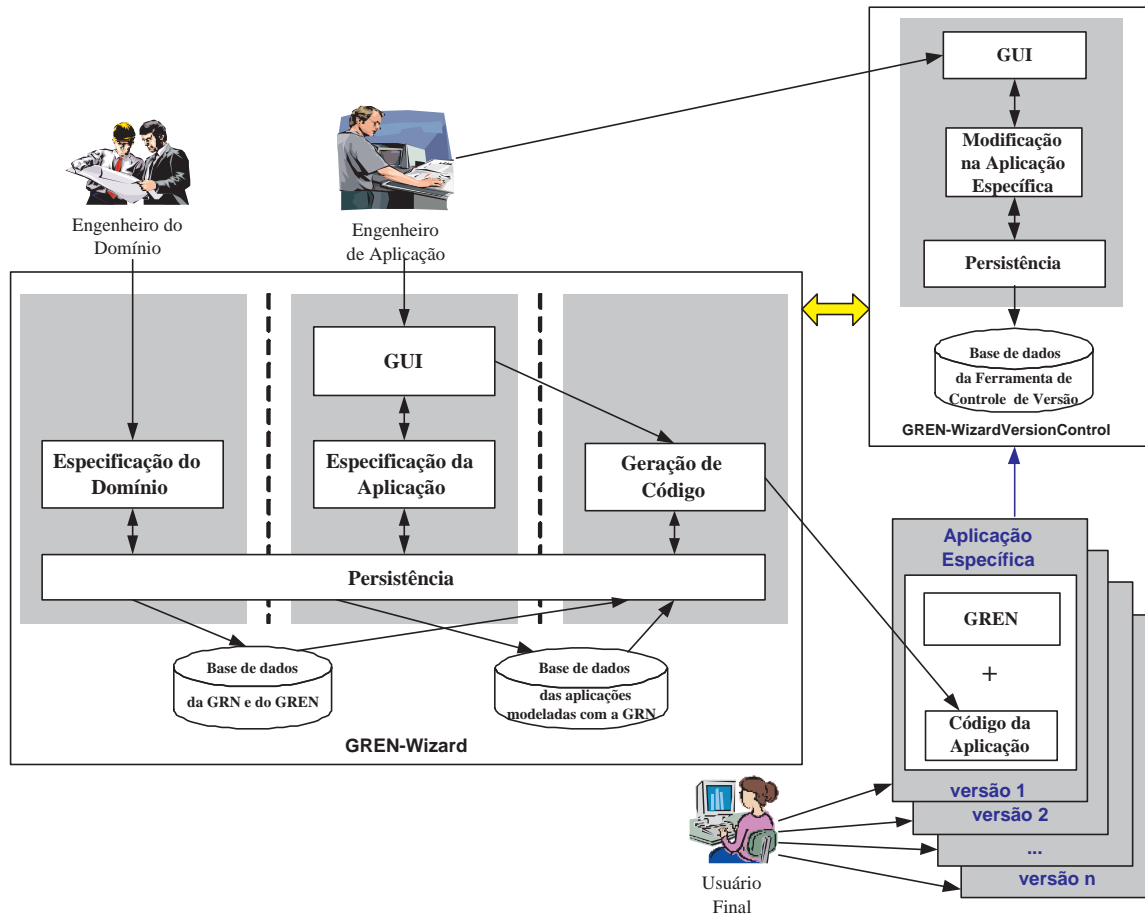 GUI
Modificação
na Aplicação
Específica
Persistência
Base de dados
da Ferramenta de
Controle de Versão
GREN-WizardVersionControl
Engenheiro do
Domínio
Engenheiro
de Aplicação
GUI
Especificação do
Domínio
Especificação da
Aplicação
Geração de
Código
Persistência
Base de dados
da GRN e do GREN
Base de dados
das aplicações
modeladas com a GRN
GREN-Wizard
Aplicação
Específica
GREN
+
Código da
Aplicação
versão 1
versão 2
...
versão n
Usuário
Final